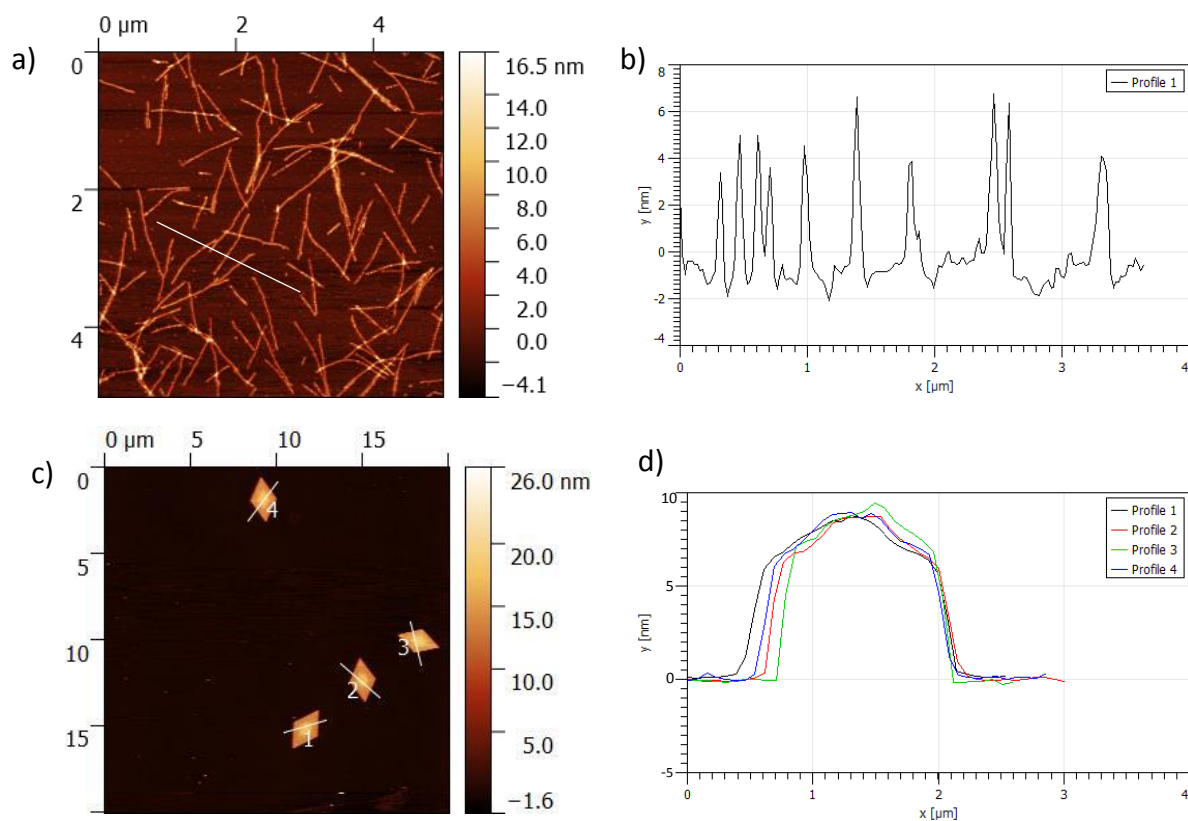 a)
0 µm 2 4
0
2
4
16.5 nm
14.0
12.0
10.0
8.0
6.0
4.0
2.0
0.0
−4.1
b)
8
6
4
2
0
-2
-4
y [nm]
Profile 1
0 1 2 3 4
x [µm]
c)
0 µm 5 10 15
0
5
10
15
4
3
2
1
26.0 nm
20.0
15.0
10.0
5.0
−1.6
d)
10
5
0
-5
y [nm]
Profile 1
Profile 2
Profile 3
Profile 4
0 1 2 3 4
x [µm]